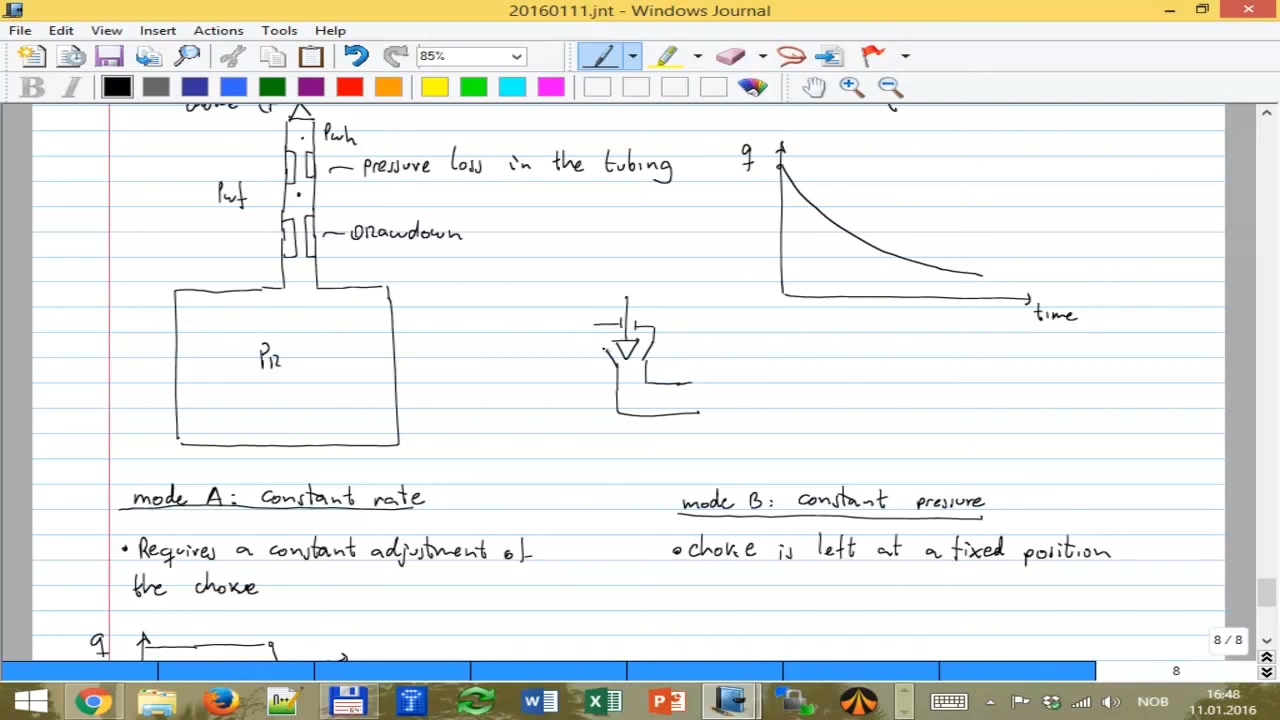 20160111.jnt - Windows Journal
File Edit View Insert Actions Tools Help
85%
B I
Pwh
pressure loss in the tubing
q
Pwf
Drawdown
time
PR
mode A: constant rate
mode B: constant pressure
• Requires a constant adjustment of
the choke
• choke is left at a fixed position
q
8 / 8
8
NOB
16:48
11.01.2016